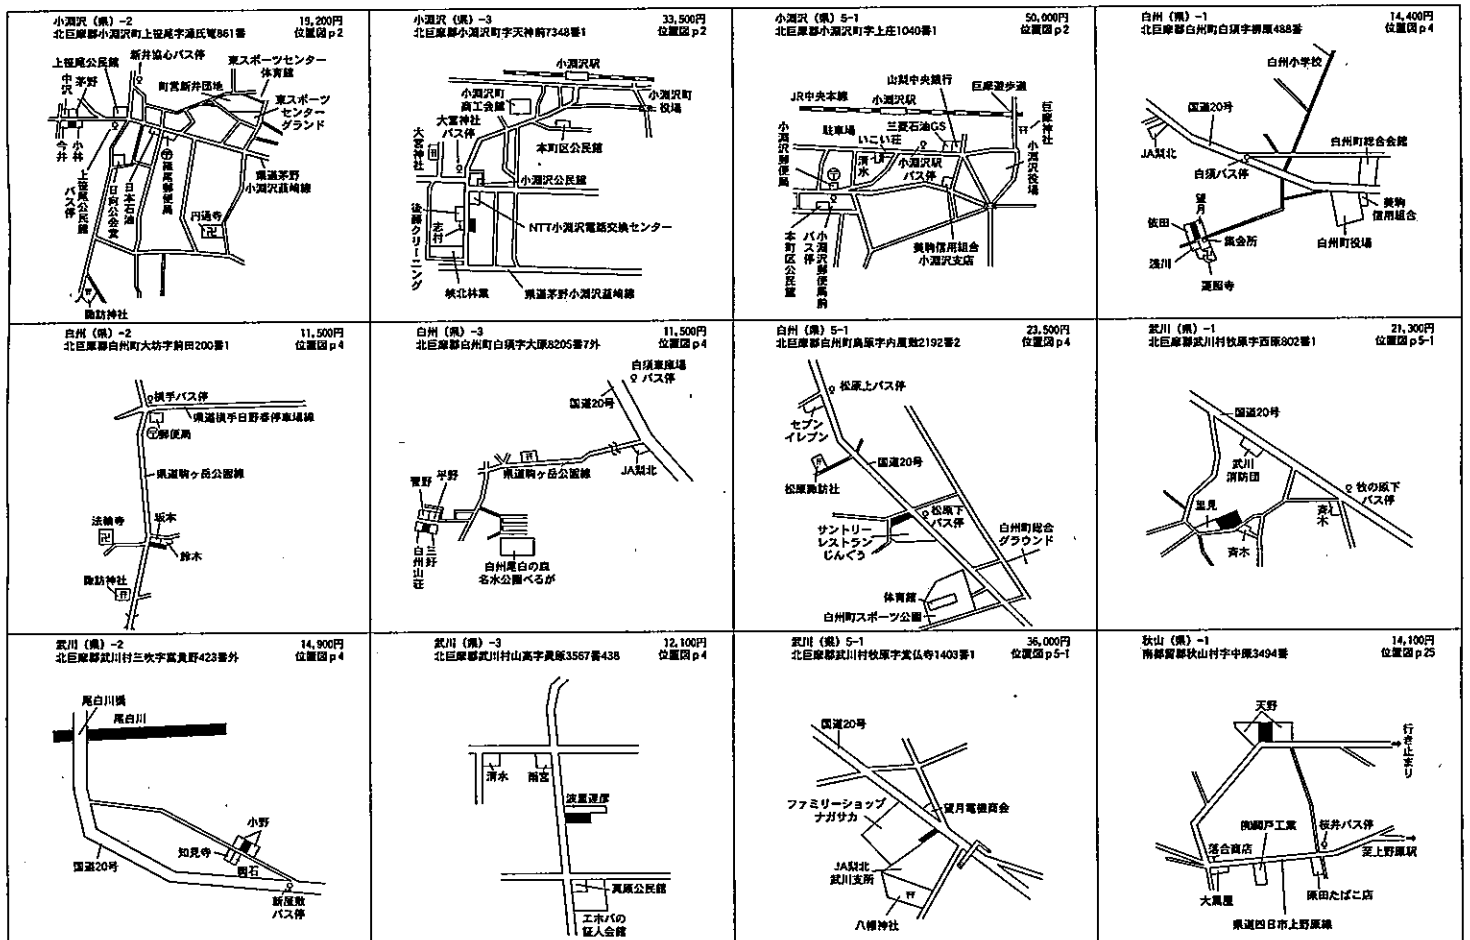 小淵沢（県）-2 19,200円
位置図p2
新井協心バス停
東スポーツセンター
体育館
上笹尾公民館
中沢
茅野
町営新井団地
東スポーツ
センター
グランド
今井
小林
上笹尾公民館
バス停
日向公会堂
日本石油
篠尾郵便局
県道茅野
小淵沢韮崎線
円通寺
諏訪神社
小淵沢（県）-3 33,500円
北巨摩郡小淵沢町字天神前7348番1 位置図p2
小淵沢駅
小淵沢町
商工会館
小淵沢町
役場
大宮神社
バス停
大宮神社
本町区公民館
小淵沢公民館
後藤クリーニング
志村
NTT小淵沢電話交換センター
峡北林業
県道茅野小淵沢韮崎線
小淵沢（県）5-1 50,000円
北巨摩郡小淵沢町字上庄1040番1 位置図p2
山梨中央銀行
巨摩遊歩道
JR中央本線
小淵沢駅
巨摩神社
駐車場
三菱石油GS
いこい荘
清水
小淵沢駅
バス停
小淵沢郵便局
小淵沢役場
本町区公民館
小淵沢郵便局前
バス停
美駒信用組合
小淵沢支店
白州（県）-1 14,400円
北巨摩郡白州町白須字柳原488番 位置図p4
白州小学校
国道20号
JA梨北
白州町総合会館
白須バス停
美駒
信用組合
白州町役場
望月
依田
集会所
浅川
白州（県）-2 11,500円
北巨摩郡白州町大坊字前田200番1 位置図p4
横手バス停
県道横手日野春停車場線
郵便局
県道駒ヶ岳公園線
法輪寺
坂本
鈴木
諏訪神社
白州（県）-3 11,500円
北巨摩郡白州町白須字大原8205番7外 位置図p4
白須車庫場
バス停
国道20号
県道駒ヶ岳公園線
JA梨北
菅野
平野
白州山荘
三好
白州尾白の森
名水公園べるが
白州（県）5-1 23,500円
北巨摩郡白州町鳥原字内屋敷2192番2 位置図p4
松原上バス停
セブン
イレブン
国道20号
松原諏訪社
松原下
バス停
サントリー
レストラン
じんぐう
白州町総合
グラウンド
体育館
白州町スポーツ公園
武川（県）-1 21,300円
北巨摩郡武川村牧原字西原802番1 位置図p5-1
国道20号
武川
消防団
牧の原下
バス停
里見
斉木
斉木
武川（県）-2 14,900円
北巨摩郡武川村三吹字富貴野423番外 位置図p4
尾白川橋
尾白川
小野
知見寺
明石
国道20号
新屋敷
バス停
武川（県）-3 12,100円
北巨摩郡武川村山高字真原3567番438 位置図p4
清水
雨宮
真原公民館
エホバの
証人会館
武川（県）5-1 36,000円
北巨摩郡武川村牧原字堂仏寺1403番1 位置図p5-1
国道20号
ファミリーショップ
ナガサカ
望月電機商会
JA梨北
武川支所
八幡神社
秋山（県）-1 14,100円
南都留郡秋山村字中原3494番 位置図p25
天野
行き止まり
㈲関戸工業
桜井バス停
落合商店
至上野原駅
大黒屋
原田たばこ店
県道四日市上野原線